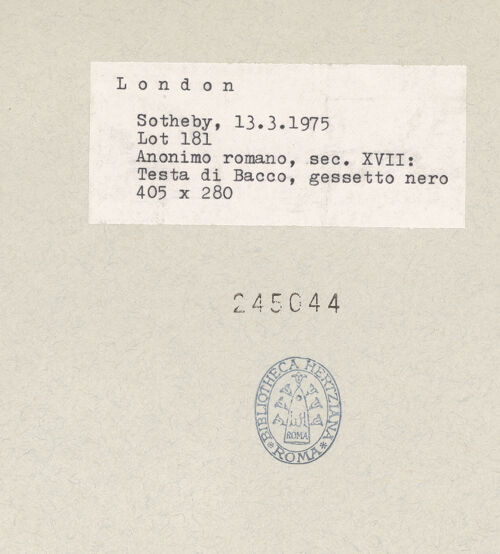 London
Sotheby, 13.3.1975
Lot 181
Anonimo romano, sec. XVII:
Testa di Bacco, gessetto nero
405 x 280
245044
BIBLIOTHECA HERTZIANA
ROMA
*ROMA*